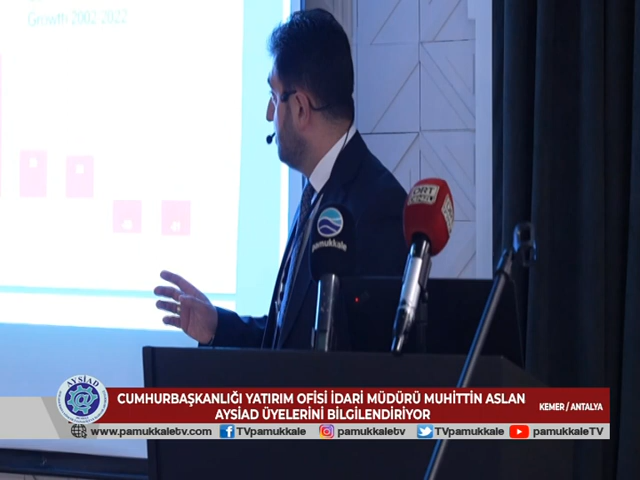 Growth 2002-2022
pamukkale
AYSİAD
CUMHURBAŞKANLIĞI YATIRIM OFİSİ İDARİ MÜDÜRÜ MUHİTTİN ASLAN
AYSİAD ÜYELERİNİ BİLGİLENDİRİYOR
KEMER / ANTALYA
www.pamukkaletv.com TVpamukkale pamukkaletv TVpamukkale pamukkaleTV